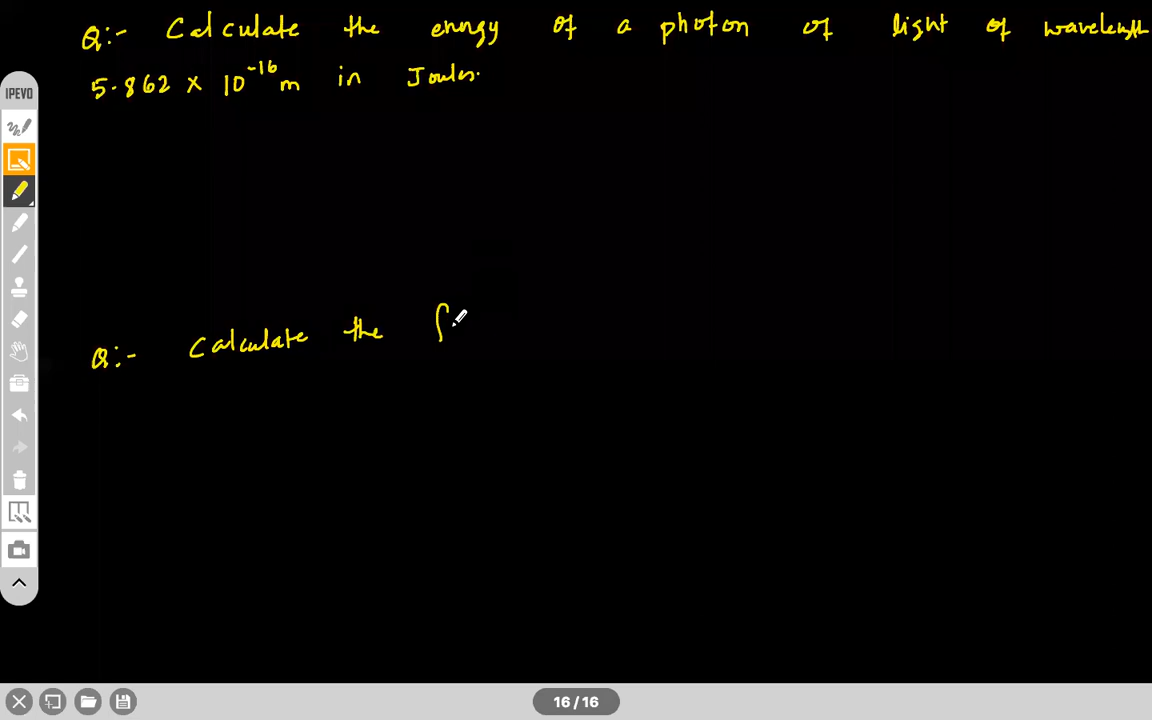 Q:- Calculate the energy of a photon of light of wavelength
5.862 × 10⁻¹⁶ m in Joules.
IPEVO
Q:- Calculate the
16 / 16